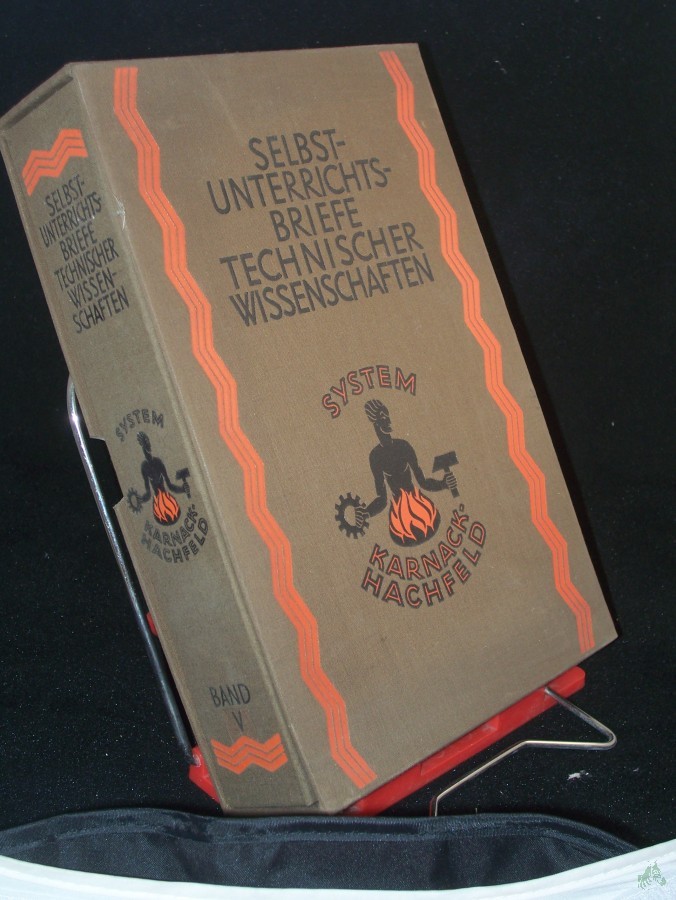 SELBST-
UNTERRICHTS-
BRIEFE
TECHNISCHER
WISSEN-
SCHAFTEN
SYSTEM
KARNACK-
HACHFELD
BAND
V
SELBST-
UNTERRICHTS-
BRIEFE
TECHNISCHER
WISSENSCHAFTEN
SYSTEM
KARNACK-
HACHFELD